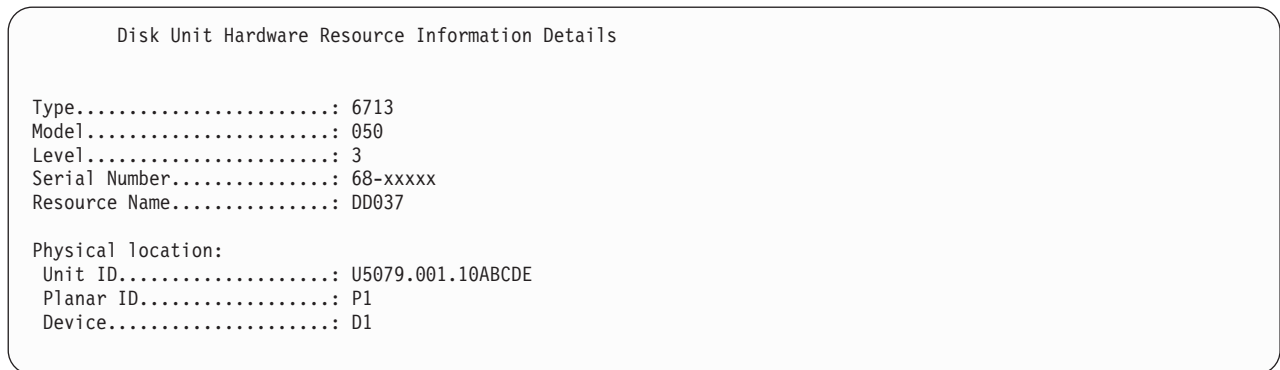 Disk Unit Hardware Resource Information Details
Type........................: 6713
Model.......................: 050
Level.......................: 3
Serial Number...............: 68-xxxxx
Resource Name...............: DD037
Physical location:
Unit ID....................: U5079.001.10ABCDE
Planar ID..................: P1
Device.....................: D1